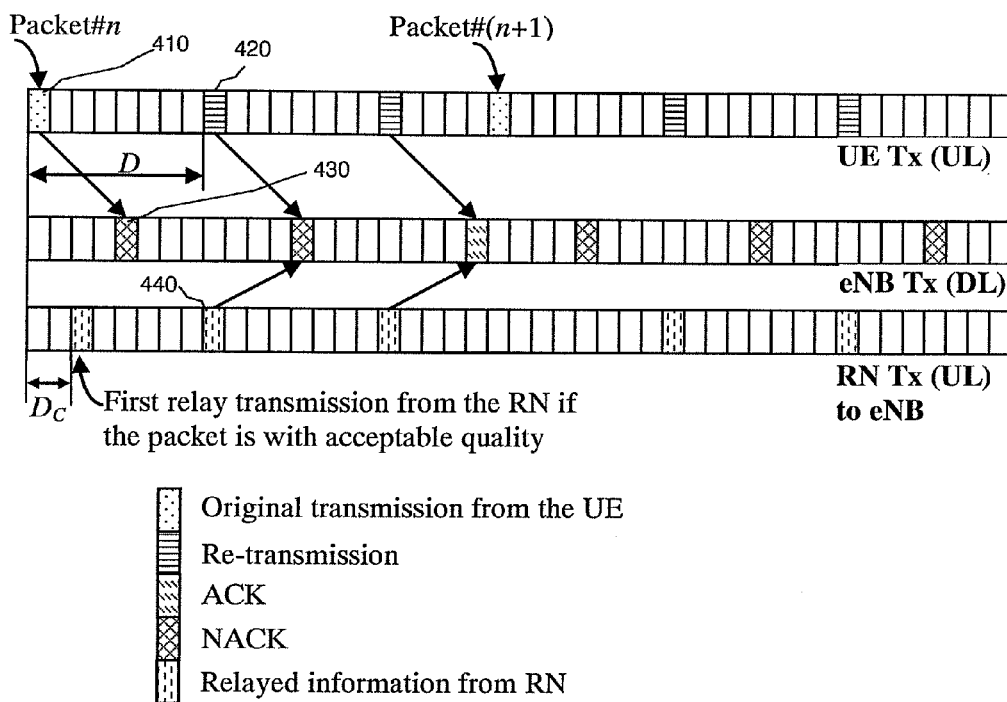 Packet#n
410
420
Packet#(n+1)
UE Tx (UL)
D
430
eNB Tx (DL)
440
RN Tx (UL)
to eNB
DC
First relay transmission from the RN if
the packet is with acceptable quality
Original transmission from the UE
Re-transmission
ACK
NACK
Relayed information from RN